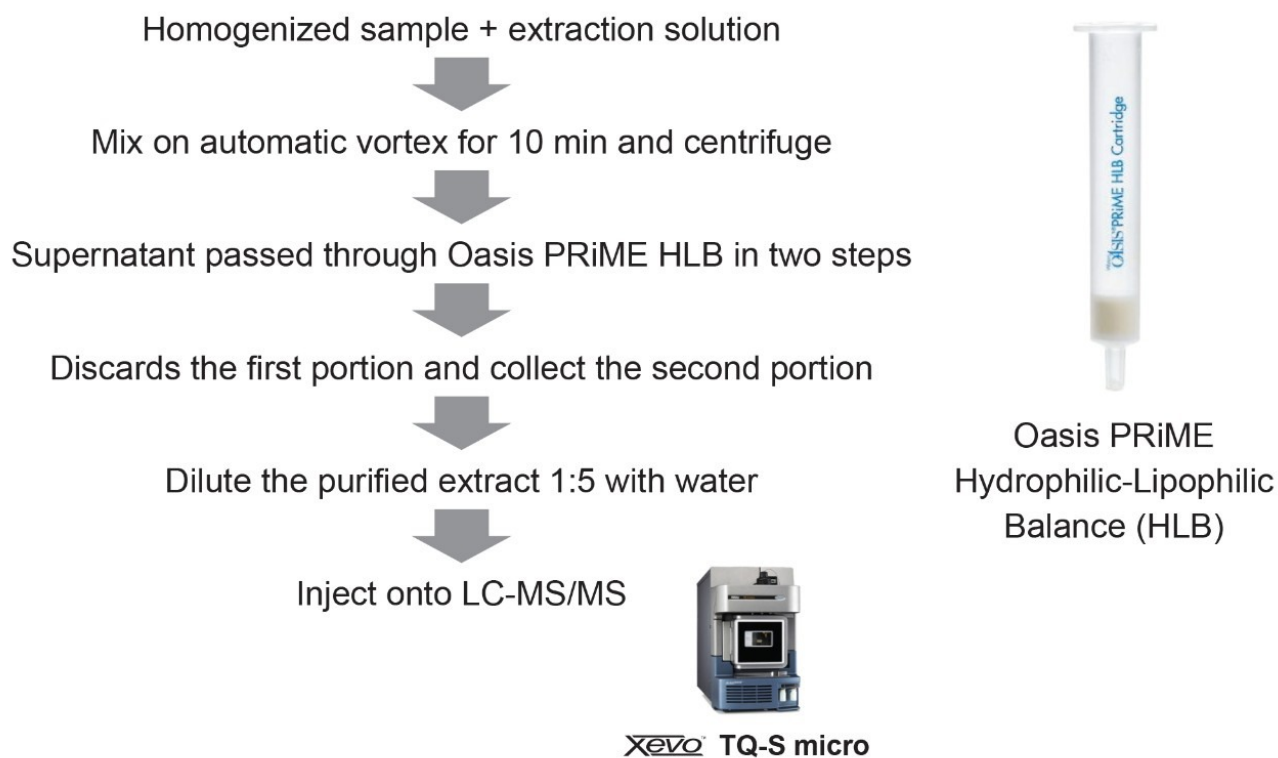 Homogenized sample + extraction solution
Mix on automatic vortex for 10 min and centrifuge
Supernatant passed through Oasis PRiME HLB in two steps
Discards the first portion and collect the second portion
Dilute the purified extract 1:5 with water
Inject onto LC-MS/MS
Xevo™ TQ-S micro
Oasis™ PRiME HLB Cartridge
Oasis PRiME
Hydrophilic-Lipophilic
Balance (HLB)